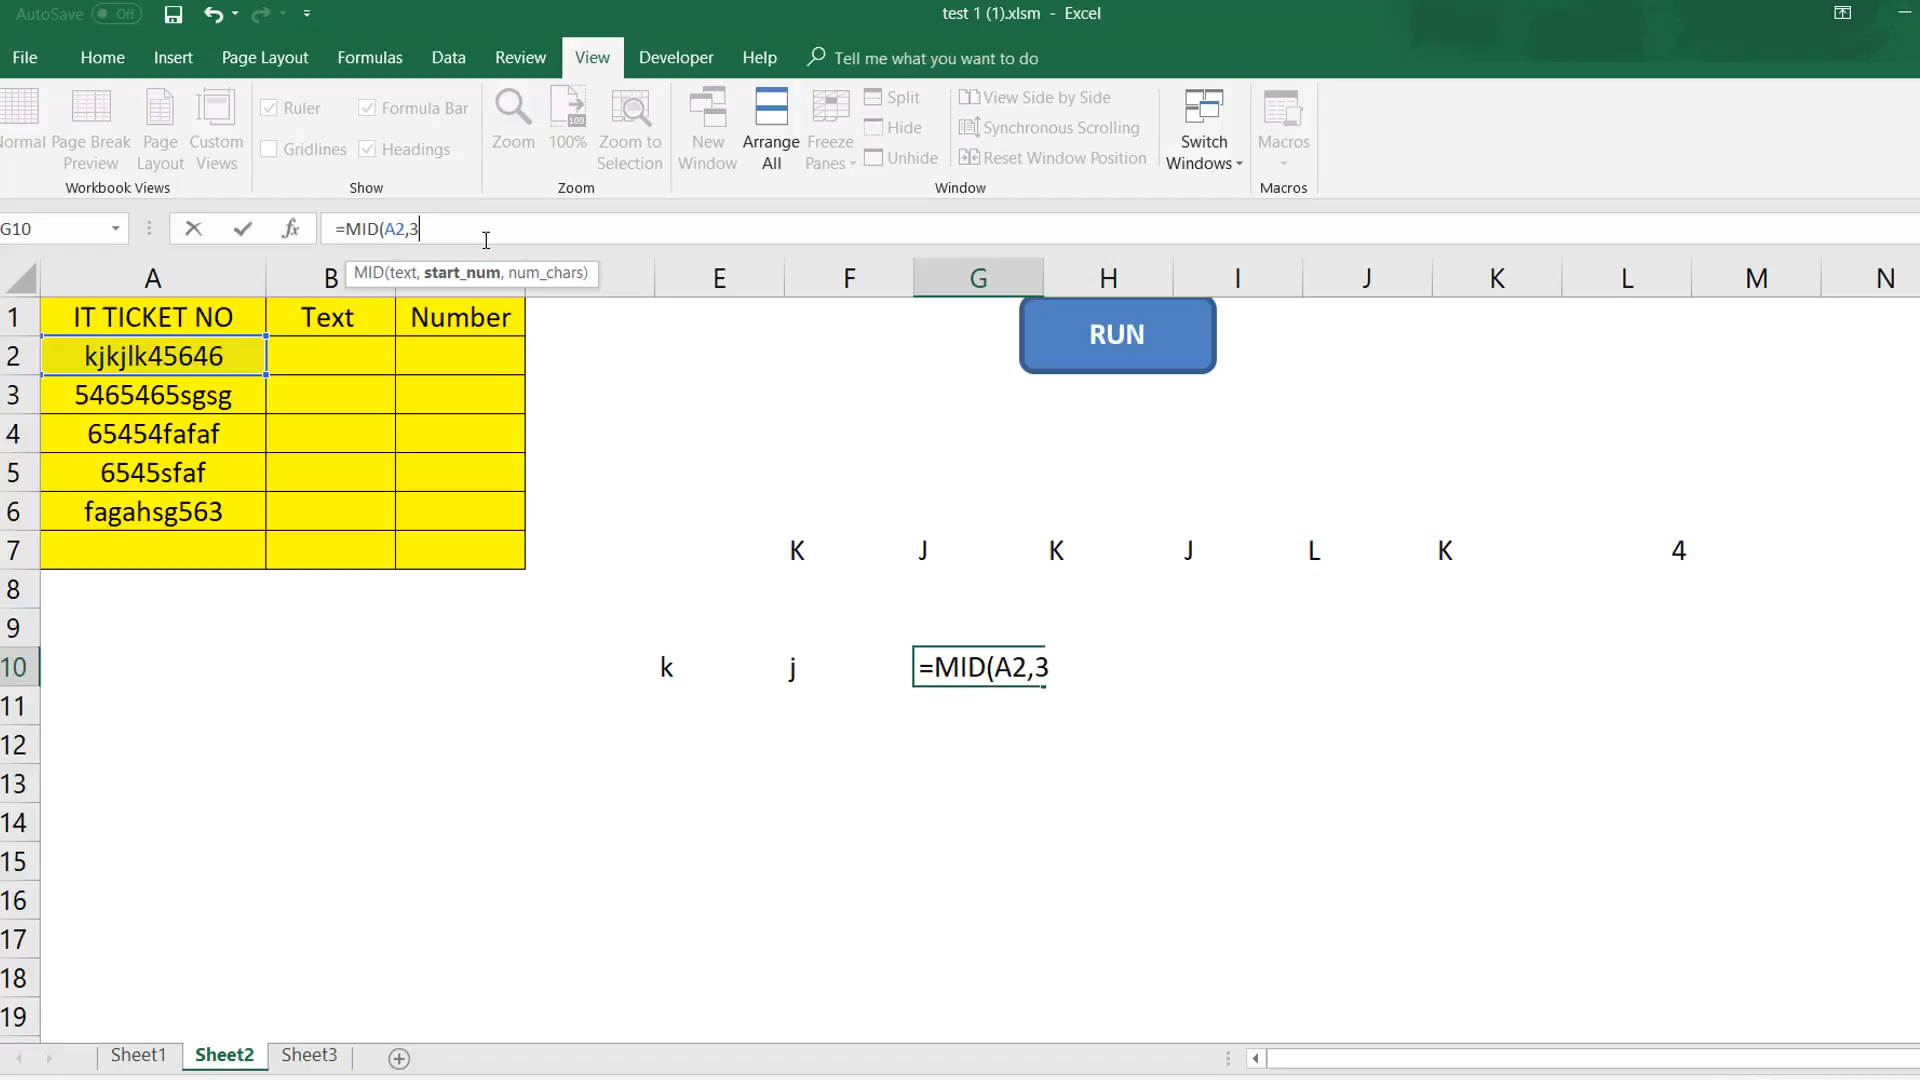 AutoSave Off
test 1 (1).xlsm - Excel
File Home Insert Page Layout Formulas Data Review View Developer Help Tell me what you want to do
Normal
Page Break Preview
Page Layout
Custom Views
Workbook Views
Ruler
Formula Bar
Gridlines
Headings
Show
Zoom
100%
100
Zoom to Selection
Zoom
New Window
Arrange All
Freeze Panes
Split
Hide
Unhide
View Side by Side
Synchronous Scrolling
Reset Window Position
Window
Switch Windows
Macros
Macros
G10
fx
=MID(A2,3
MID(text, start_num, num_chars)
A B E F G H I J K L M N
1 IT TICKET NO Text Number RUN
2 kjkjlk45646
3 5465465sgsg
4 65454fafaf
5 6545sfaf
6 fagahsg563
7 K J K J L K 4
8
9
10 k j =MID(A2,3
11
12
13
14
15
16
17
18
19
Sheet1 Sheet2 Sheet3